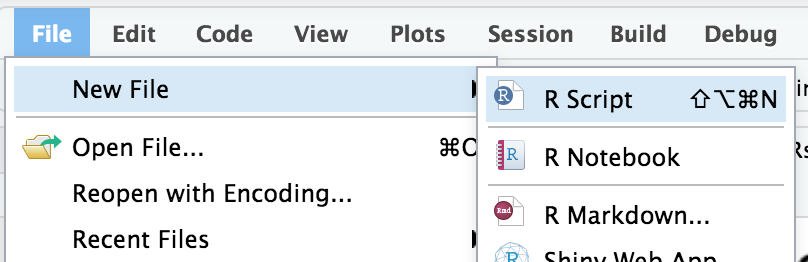 File Edit Code View Plots Session Build Debug
New File
R Script ⇧⌥⌘N
Open File... ⌘O
R Notebook
Reopen with Encoding...
R Markdown...
Recent Files
Shiny Web App